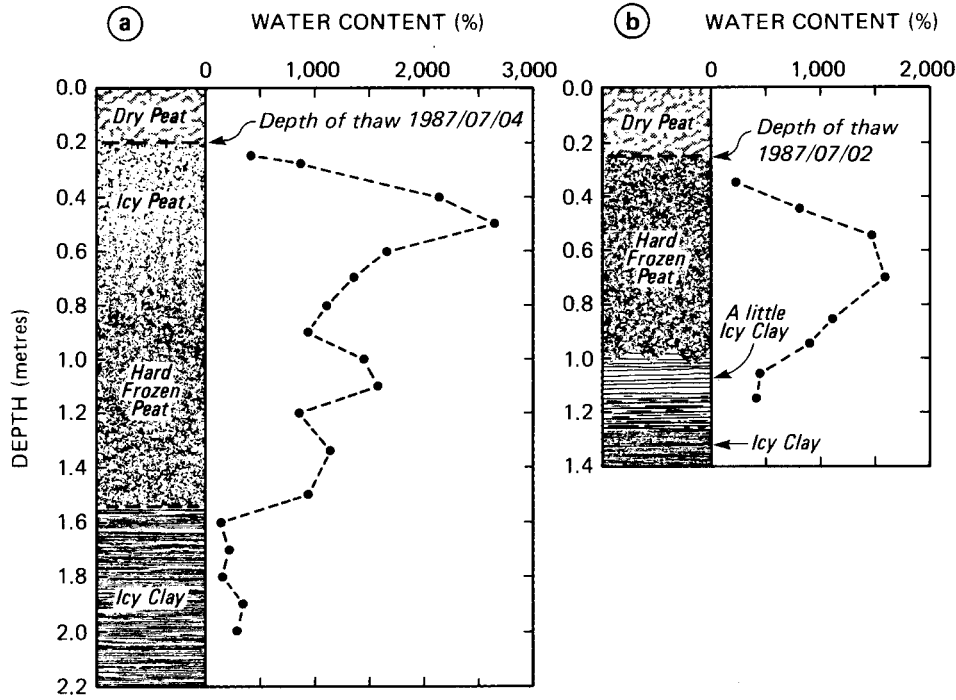 a
WATER CONTENT (%)
0 1,000 2,000 3,000
DEPTH (metres)
0.0
0.2
0.4
0.6
0.8
1.0
1.2
1.4
1.6
1.8
2.0
2.2
Dry Peat
Depth of thaw 1987/07/04
Icy Peat
Hard
Frozen
Peat
Icy Clay
b
WATER CONTENT (%)
0 1,000 2,000
0.0
0.2
0.4
0.6
0.8
1.0
1.2
1.4
Dry Peat
Depth of thaw
1987/07/02
Hard
Frozen
Peat
A little
Icy Clay
Icy Clay